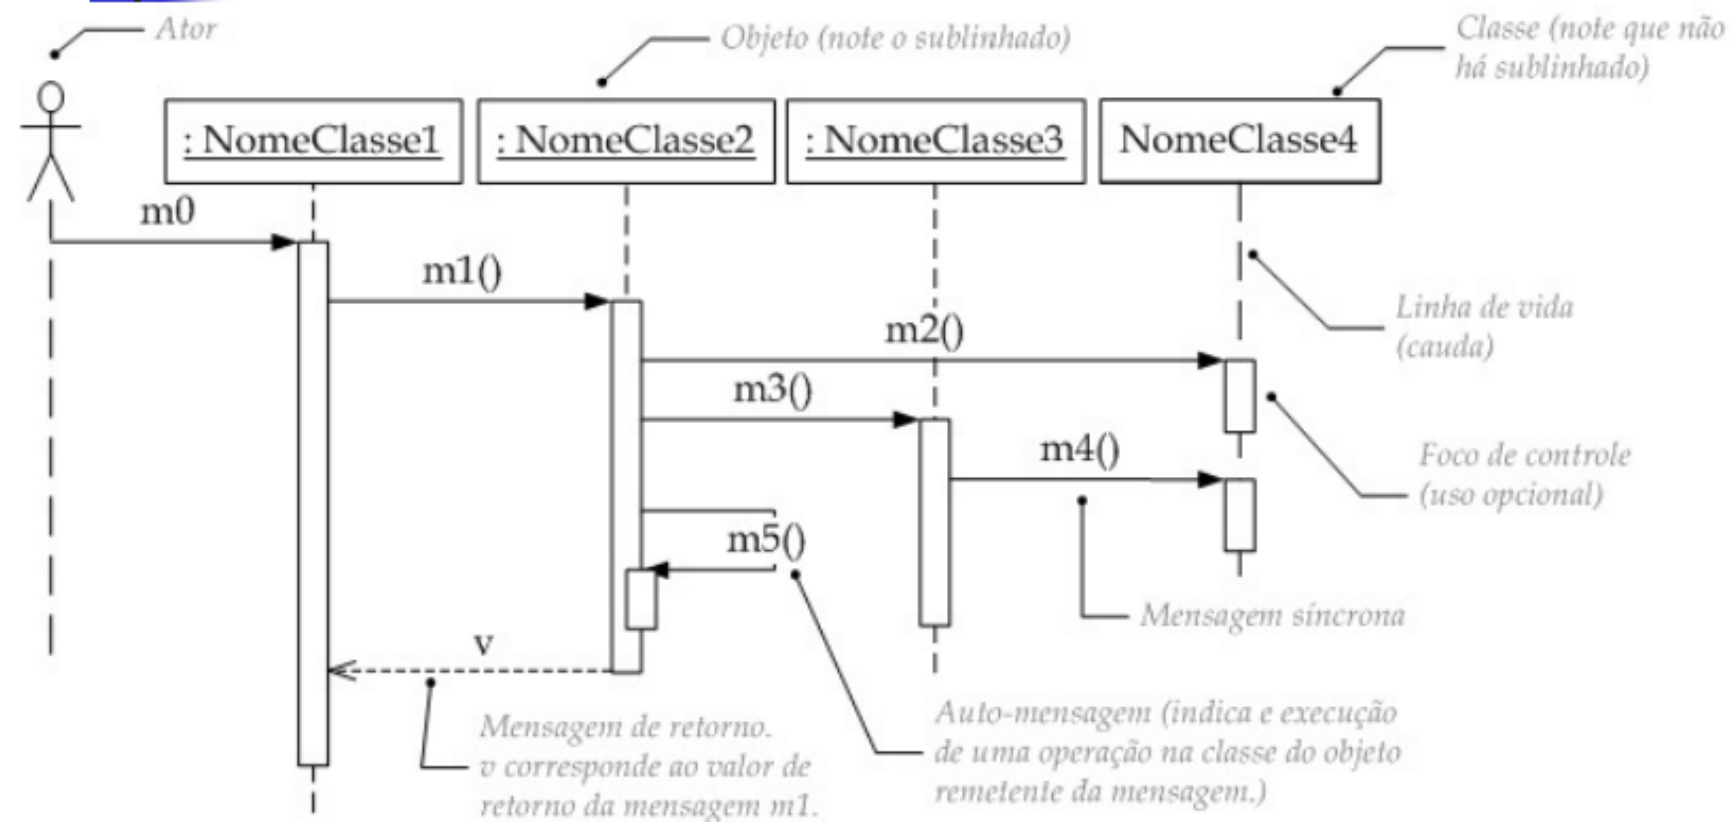 Ator
Objeto (note o sublinhado)
Classe (note que não
há sublinhado)
: NomeClasse1
: NomeClasse2
: NomeClasse3
NomeClasse4
m0
m1()
m2()
Linha de vida
(cauda)
m3()
m4()
Foco de controle
(uso opcional)
m5()
Mensagem síncrona
v
Mensagem de retorno.
v corresponde ao valor de
retorno da mensagem m1.
Auto-mensagem (indica e execução
de uma operação na classe do objeto
remetente da mensagem.)